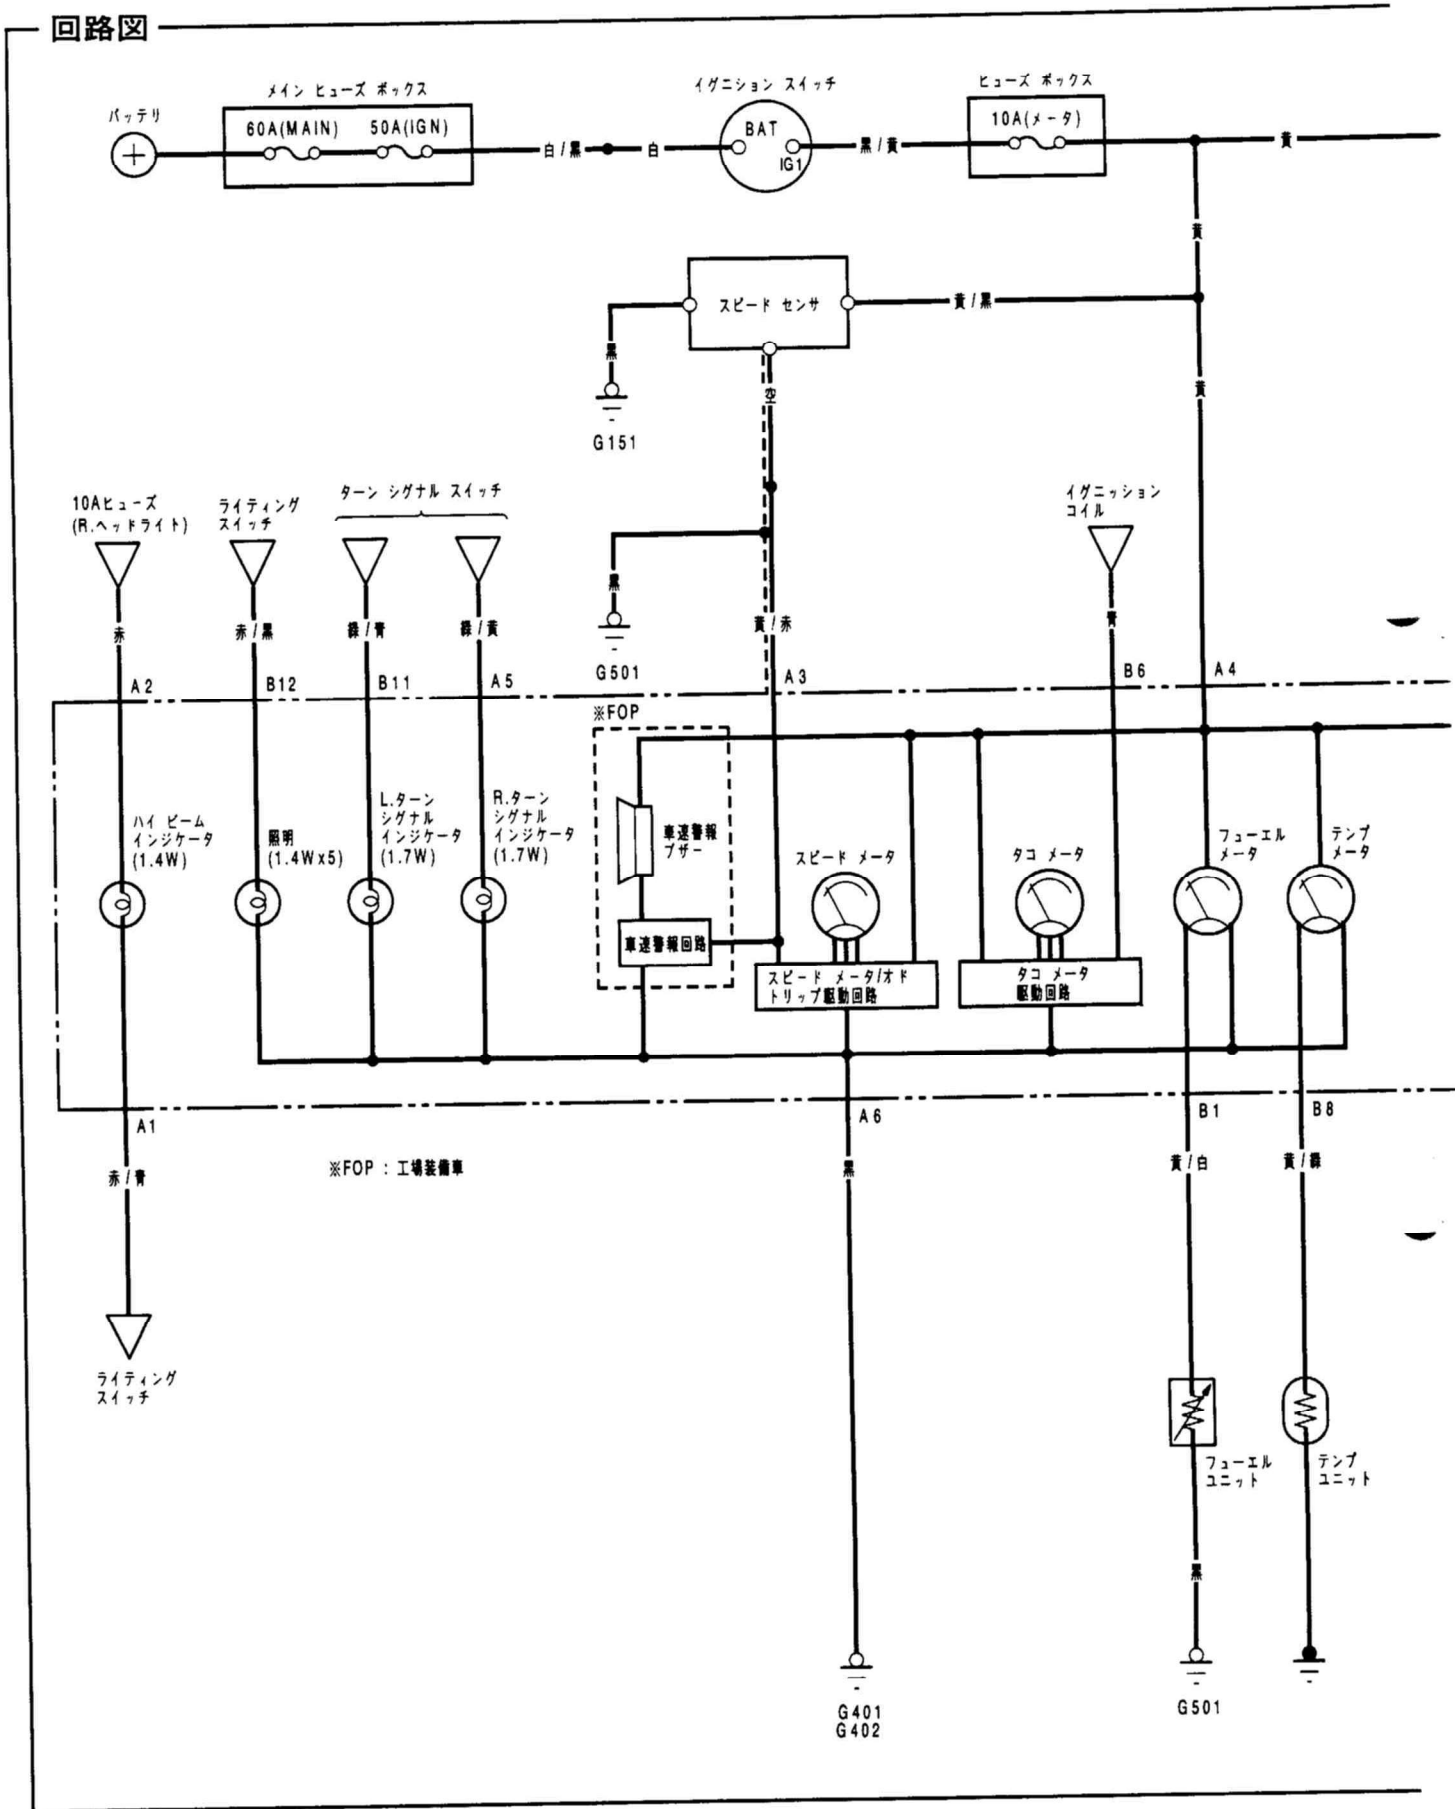 回路図
メイン ヒューズ ボックス
イグニション スイッチ
ヒューズ ボックス
バッテリ
60A(MAIN)
50A(IGN)
BAT
IG1
10A(メータ)
白/黒
白
黒/黄
黄
黄
スピード センサ
黄/黒
黒
G151
空
黄
10Aヒューズ
(R.ヘッドライト)
ライティング
スイッチ
ターン シグナル スイッチ
イグニッション
コイル
赤
赤/黒
緑/青
緑/黄
黒
G501
黄/赤
青
A2
B12
B11
A5
A3
B6
A4
※FOP
ハイ ビーム
インジケータ
(1.4W)
照明
(1.4Wx5)
L.ターン
シグナル
インジケータ
(1.7W)
R.ターン
シグナル
インジケータ
(1.7W)
車速警報
ブザー
スピード メータ
タコ メータ
フューエル
メータ
テンプ
メータ
車速警報回路
スピード メータ/オド
トリップ駆動回路
タコ メータ
駆動回路
A1
A6
B1
B8
赤/青
※FOP : 工場装備車
黒
黄/白
黄/緑
ライティング
スイッチ
フューエル
ユニット
テンプ
ユニット
黒
G401
G402
G501